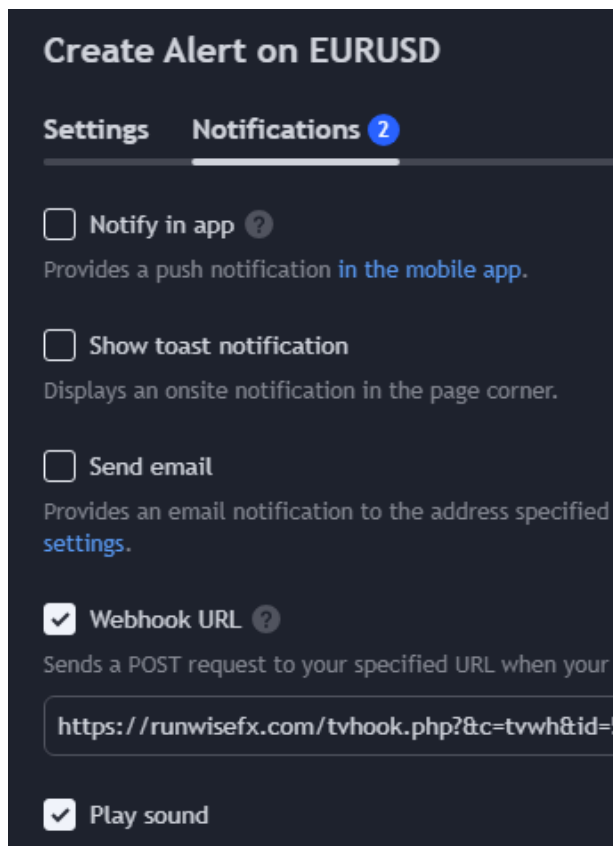 Create Alert on EURUSD
Settings Notifications 2
Notify in app ?
Provides a push notification in the mobile app.
Show toast notification
Displays an onsite notification in the page corner.
Send email
Provides an email notification to the address specified
settings.
Webhook URL ?
Sends a POST request to your specified URL when your
https://runwisefx.com/tvhook.php?&c=tvwh&id=
Play sound